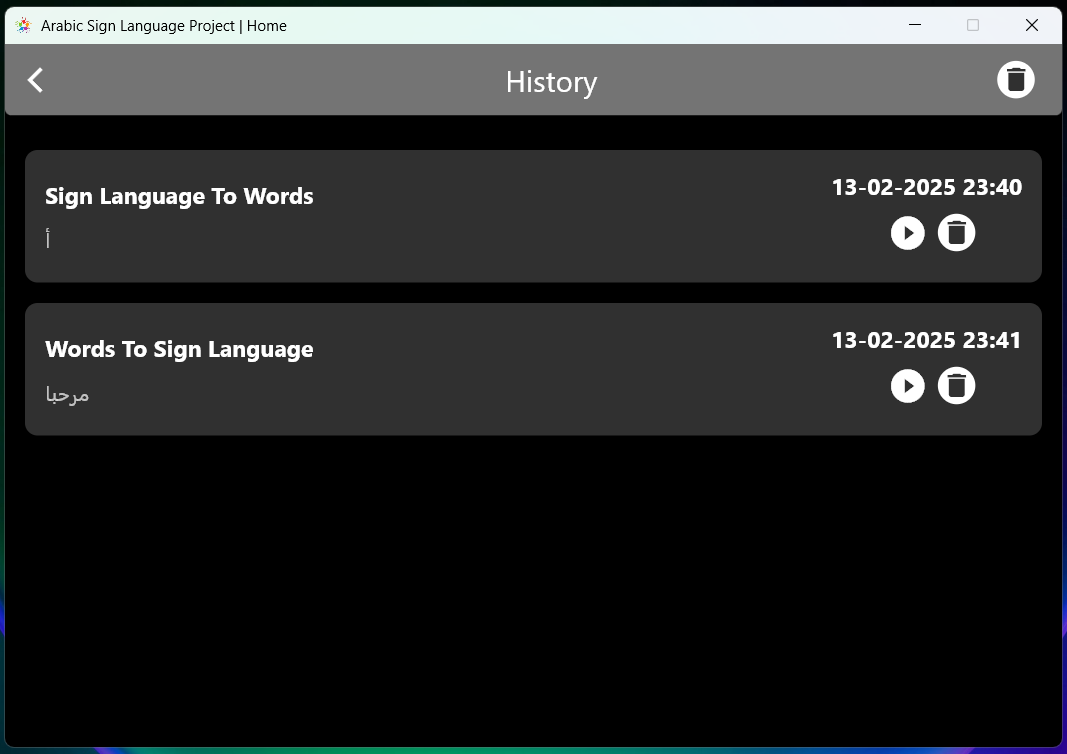 Arabic Sign Language Project | Home
History
Sign Language To Words
13-02-2025 23:40
أ
Words To Sign Language
13-02-2025 23:41
مرحبا